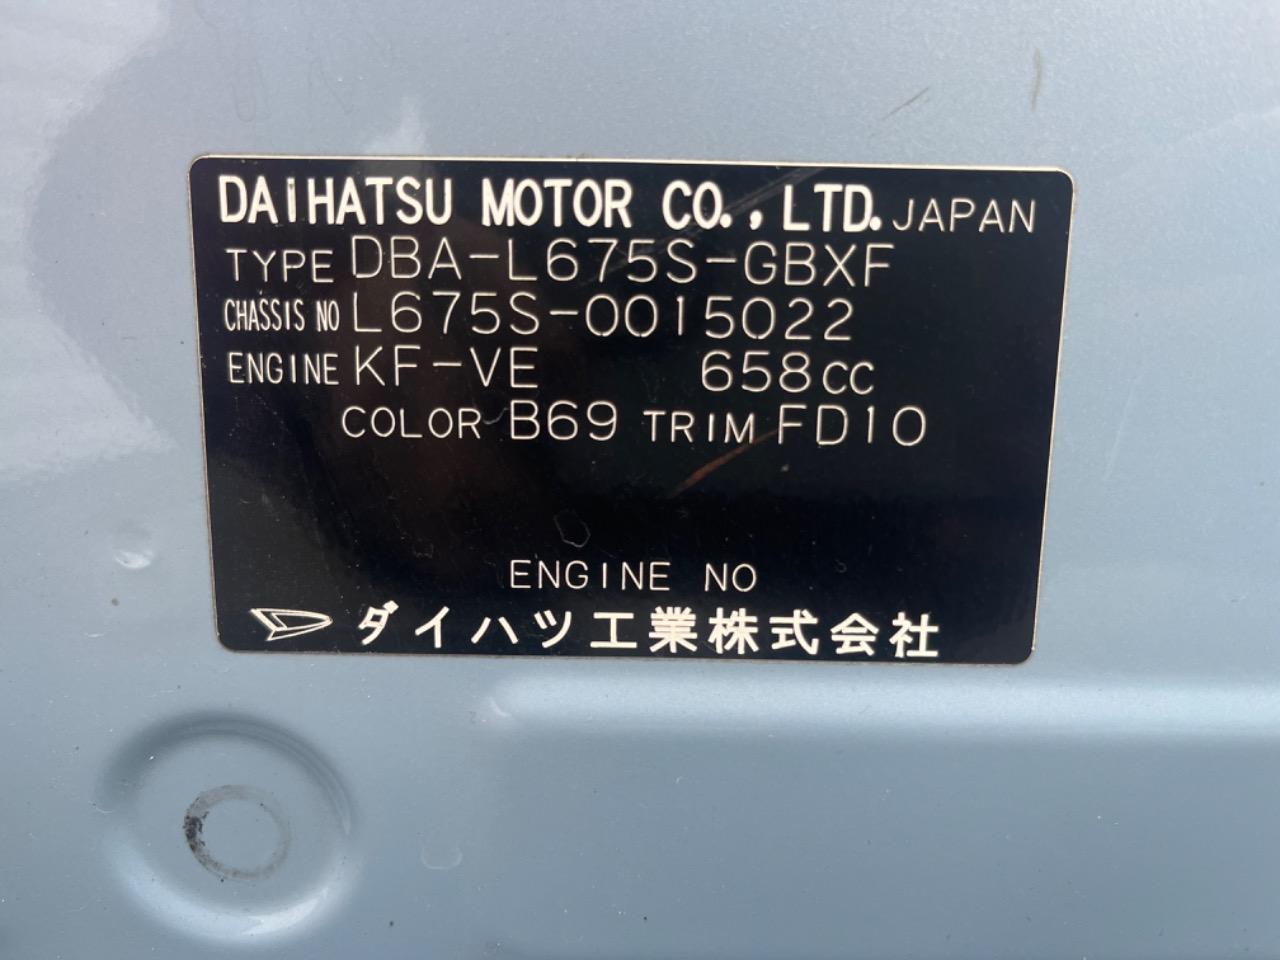 DAIHATSU MOTOR CO., LTD. JAPAN
TYPE DBA-L675S-GBXF
CHASSIS NO L675S-0015022
ENGINE KF-VE 658CC
COLOR B69 TRIM FD10
ENGINE NO
ダイハツ工業株式会社